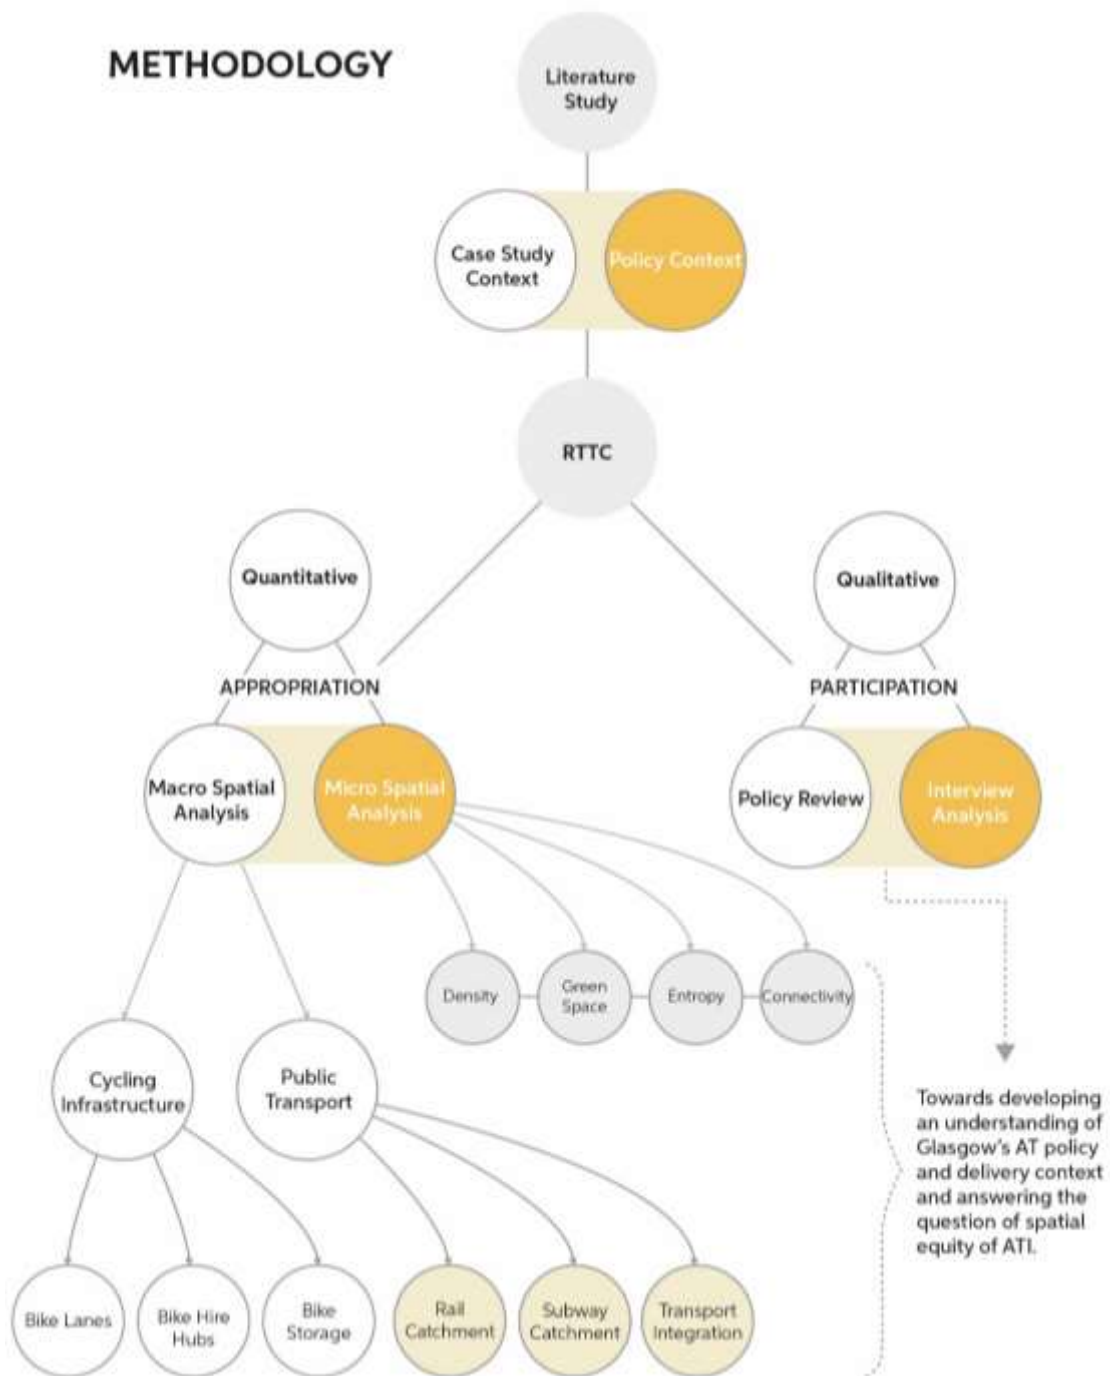 METHODOLOGY
Literature
Study
Case Study
Context
Policy Context
RTTC
Quantitative
Qualitative
APPROPRIATION
PARTICIPATION
Macro Spatial
Analysis
Micro Spatial
Analysis
Policy Review
Interview
Analysis
Density
Green
Space
Entropy
Connectivity
Cycling
Infrastructure
Public
Transport
Towards developing
an understanding of
Glasgow's AT policy
and delivery context
and answering the
question of spatial
equity of ATI.
Bike Lanes
Bike Hire
Hubs
Bike
Storage
Rail
Catchment
Subway
Catchment
Transport
Integration